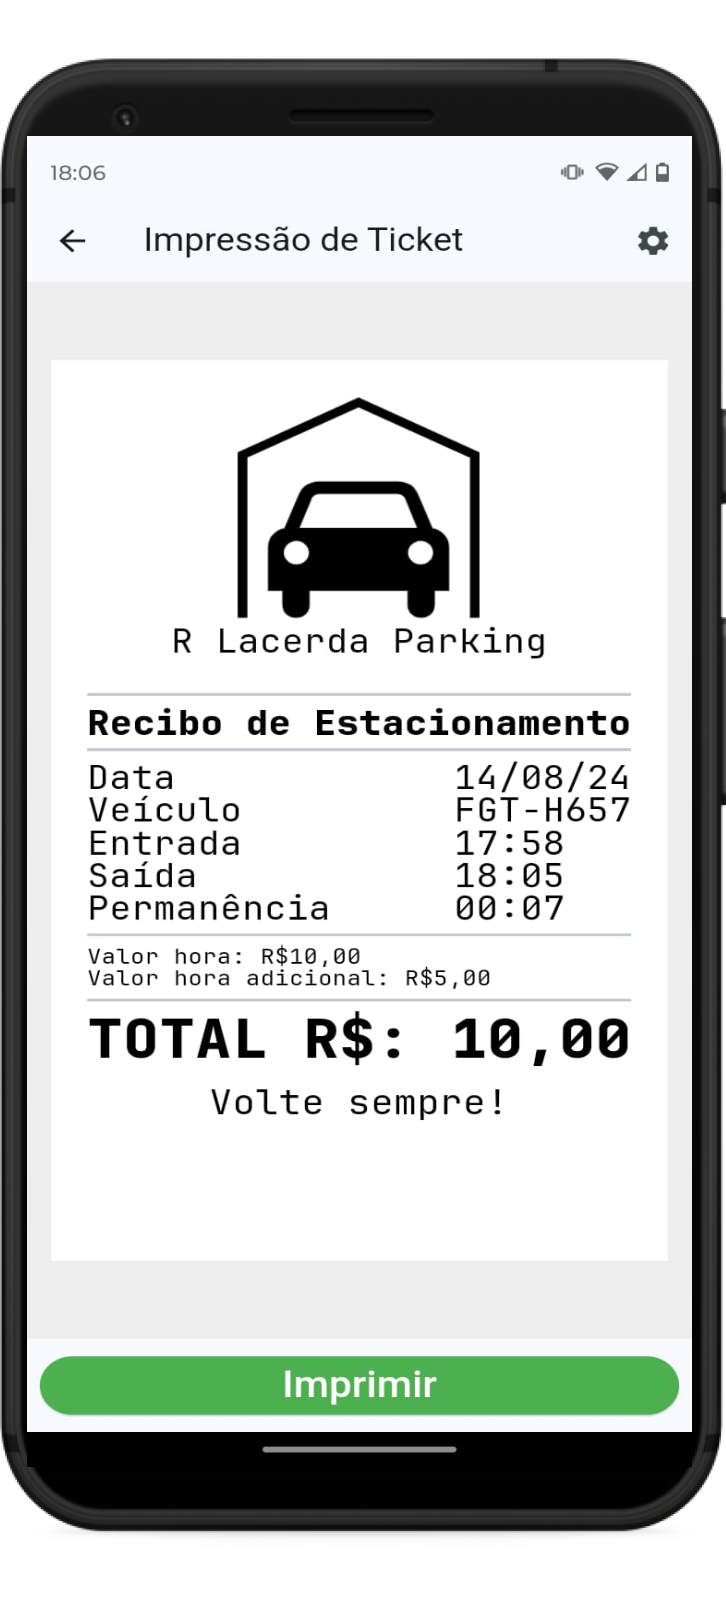 18:06
Impressão de Ticket
R Lacerda Parking
Recibo de Estacionamento
Data 14/08/24
Veículo FGT-H657
Entrada 17:58
Saída 18:05
Permanência 00:07
Valor hora: R$10,00
Valor hora adicional: R$5,00
TOTAL R$: 10,00
Volte sempre!
Imprimir